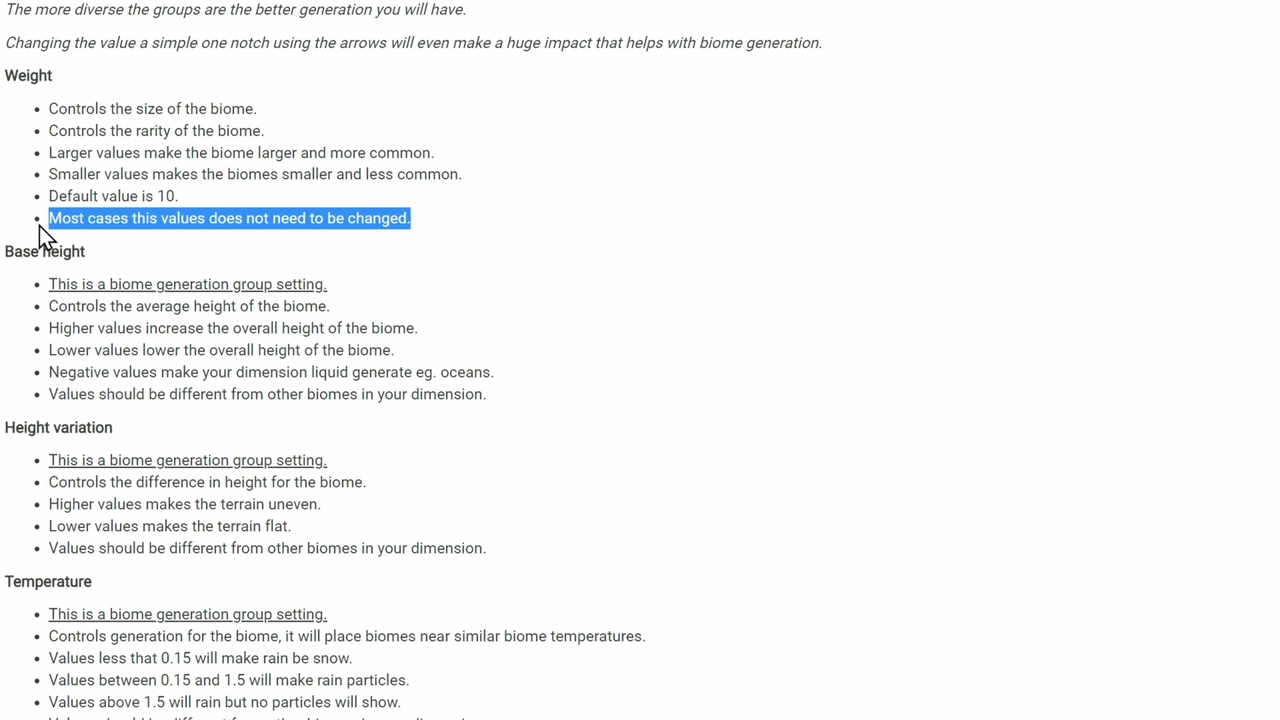 The more diverse the groups are the better generation you will have.
Changing the value a simple one notch using the arrows will even make a huge impact that helps with biome generation.
Weight
Controls the size of the biome.
Controls the rarity of the biome.
Larger values make the biome larger and more common.
Smaller values makes the biomes smaller and less common.
Default value is 10.
Most cases this values does not need to be changed.
Base height
This is a biome generation group setting.
Controls the average height of the biome.
Higher values increase the overall height of the biome.
Lower values lower the overall height of the biome.
Negative values make your dimension liquid generate eg. oceans.
Values should be different from other biomes in your dimension.
Height variation
This is a biome generation group setting.
Controls the difference in height for the biome.
Higher values makes the terrain uneven.
Lower values makes the terrain flat.
Values should be different from other biomes in your dimension.
Temperature
This is a biome generation group setting.
Controls generation for the biome, it will place biomes near similar biome temperatures.
Values less that 0.15 will make rain be snow.
Values between 0.15 and 1.5 will make rain particles.
Values above 1.5 will rain but no particles will show.